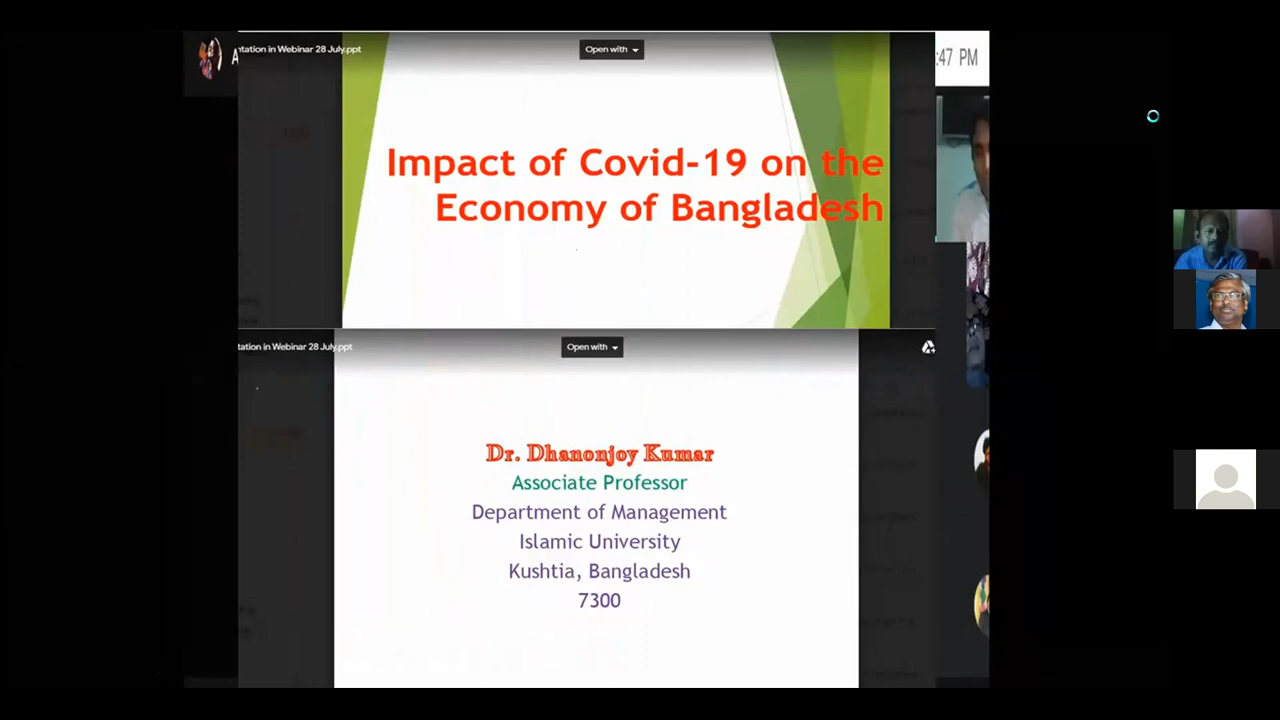 A
ntation in Webinar 28 July.ppt
Open with
:47 PM
Impact of Covid-19 on the
Economy of Bangladesh
ntation in Webinar 28 July.ppt
Open with
Dr. Dhanonjoy Kumar
Associate Professor
Department of Management
Islamic University
Kushtia, Bangladesh
7300